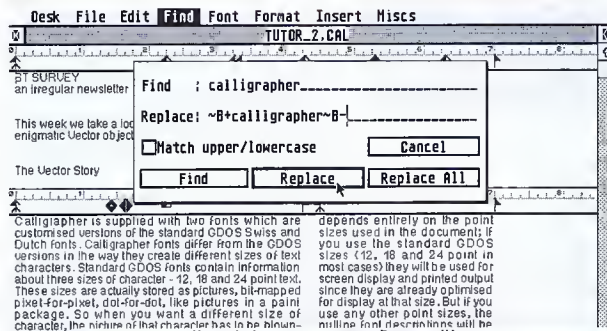 Desk File Edit Find Font Format Insert Miscs
TUTOR_2.CAL
ST SURVEY
an irregular newsletter
This week we take a loo
enigmatic Vector object
The Vector Story
Find : calligrapher
Replace: ~B+calligrapher~B-
Match upper/lowercase
Cancel
Find Replace Replace All
Calligrapher is supplied with two fonts which are
customised versions of the standard GDOS Swiss and
Dutch fonts. Calligrapher fonts differ from the GDOS
versions in the way they create different sizes of text
characters. Standard GDOS fonts contain information
about three sizes of character - 12, 18 and 24 point text.
These sizes are actually stored as pictures, bit-mapped
pixel-for-pixel, dot-for-dot, like pictures in a paint
package. So when you want a different size of
character, the picture of that character has to be blown-
depends entirely on the point
sizes used in the document; if
you use the standard GDOS
sizes (12, 18 and 24 point in
most cases) they will be used for
screen display and printed output
since they are already optimised
for display at that size. But if you
use any other point sizes, the
outline font descriptions will be